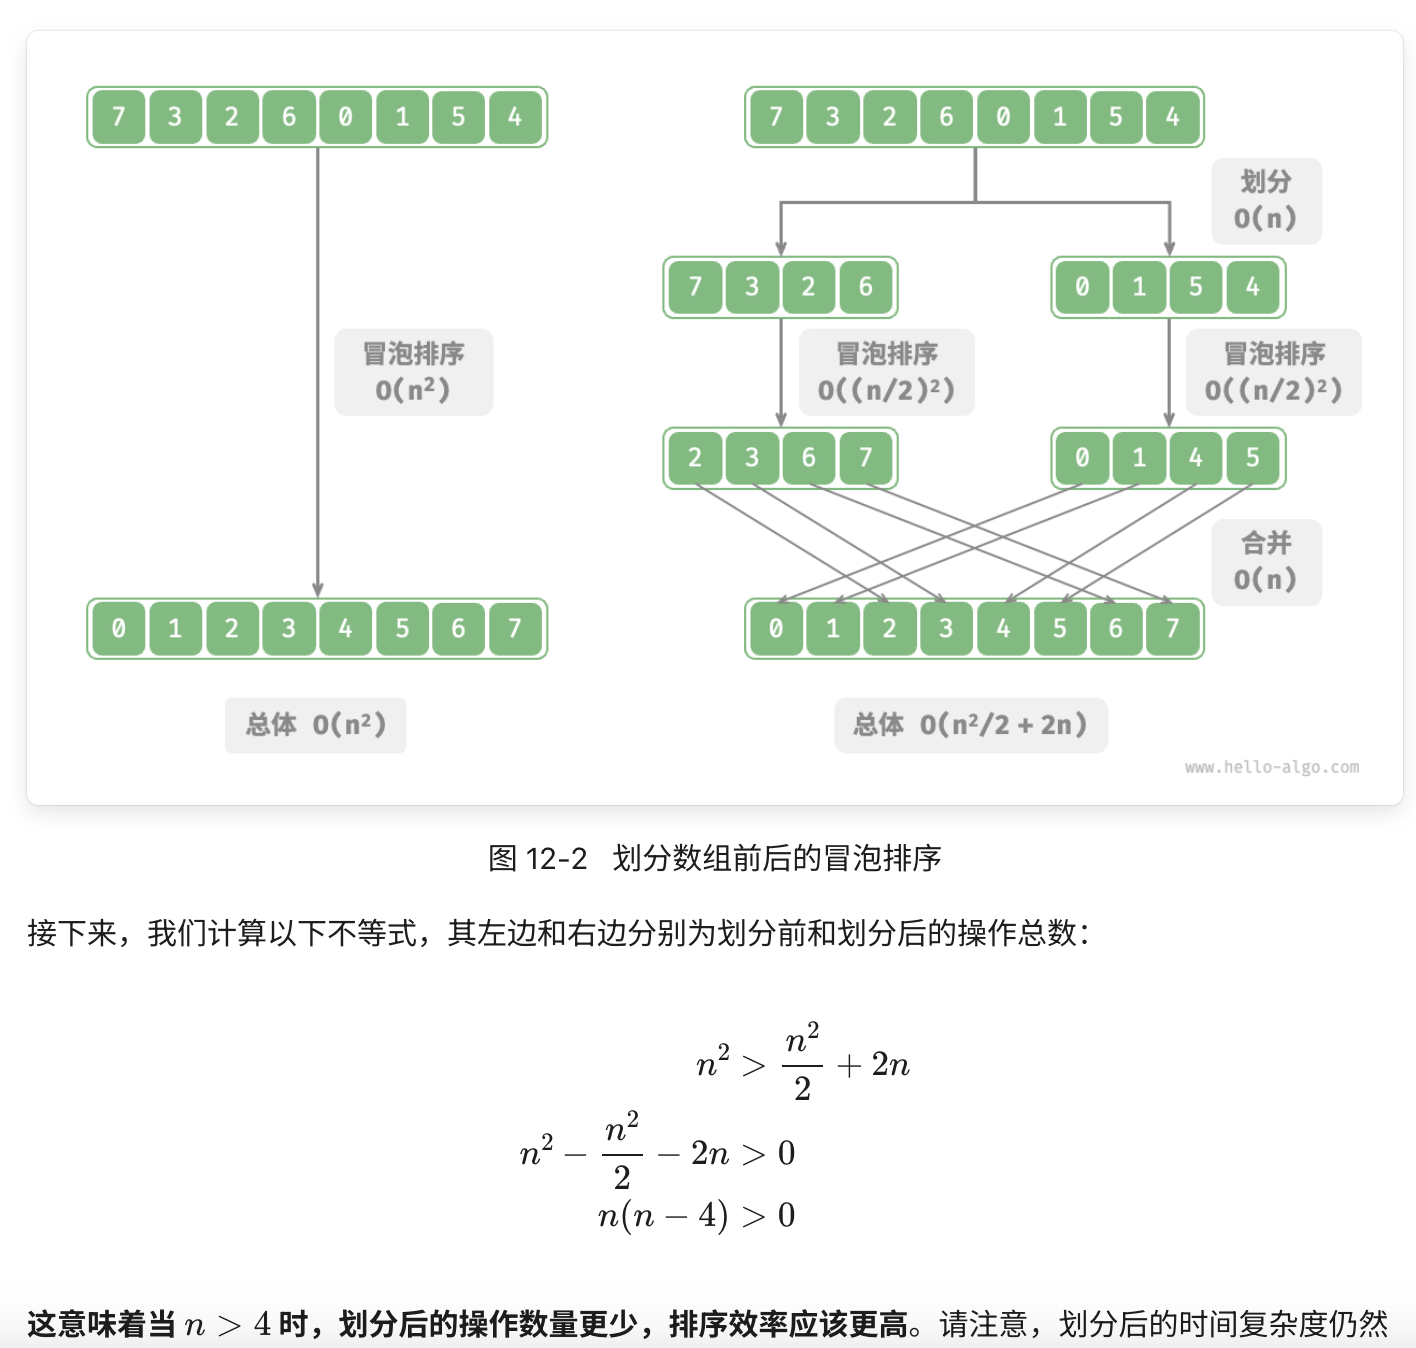 7 3 2 6 0 1 5 4
冒泡排序
O(n²)
0 1 2 3 4 5 6 7
总体 O(n²)
7 3 2 6 0 1 5 4
划分
O(n)
7 3 2 6
0 1 5 4
冒泡排序
O((n/2)²)
冒泡排序
O((n/2)²)
2 3 6 7
0 1 4 5
合并
O(n)
0 1 2 3 4 5 6 7
总体 O(n²/2 + 2n)
www.hello-algo.com
图 12-2 划分数组前后的冒泡排序
接下来，我们计算以下不等式，其左边和右边分别为划分前和划分后的操作总数：
n² > n²/2 + 2n
n² − n²/2 − 2n > 0
n(n − 4) > 0
这意味着当 n > 4 时，划分后的操作数量更少，排序效率应该更高。请注意，划分后的时间复杂度仍然